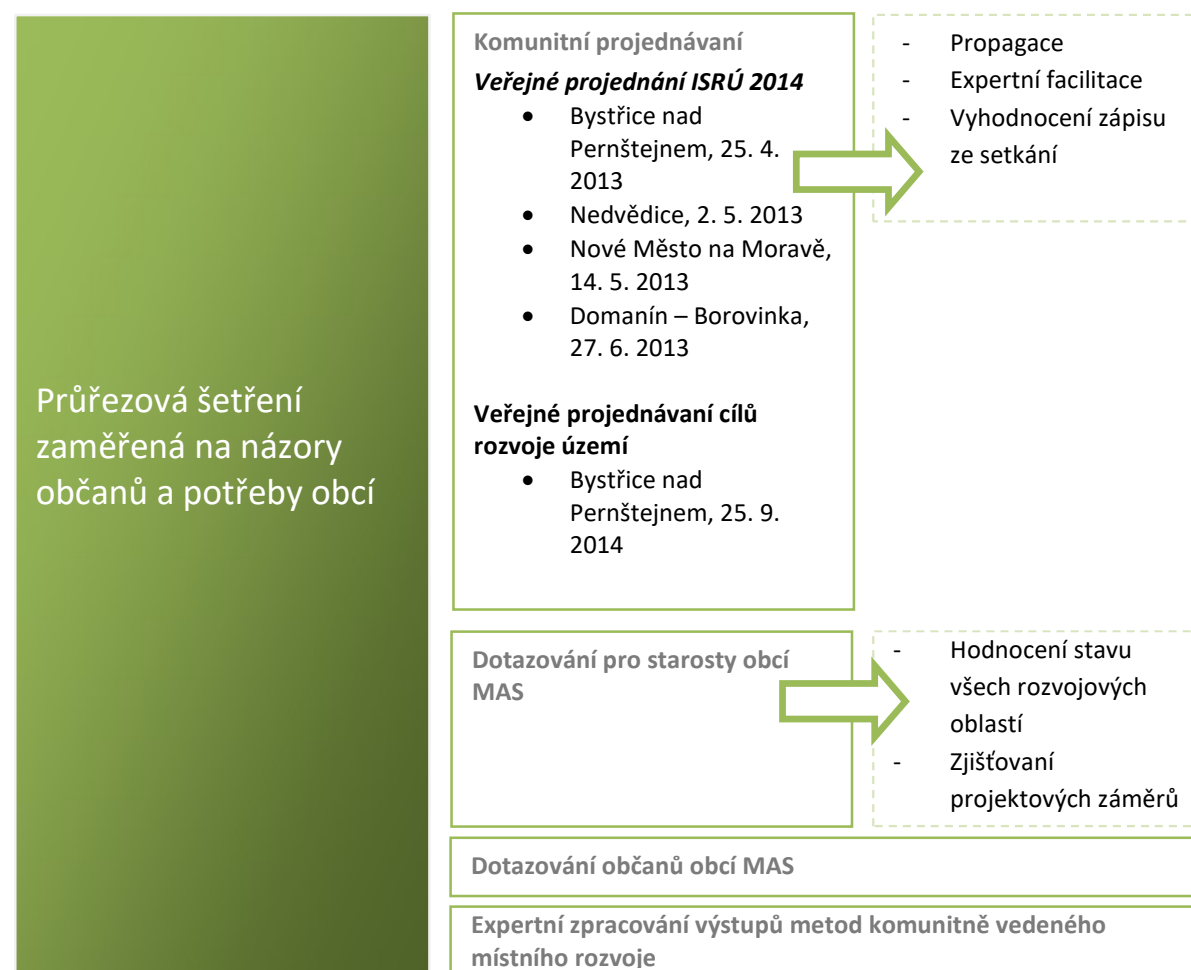 Průřezová šetření
zaměřená na názory
občanů a potřeby obcí
Komunitní projednávaní
Veřejné projednání ISRÚ 2014
• Bystřice nad
Pernštejnem, 25. 4.
2013
• Nedvědice, 2. 5. 2013
• Nové Město na Moravě,
14. 5. 2013
• Domanín – Borovinka,
27. 6. 2013
Veřejné projednávaní cílů
rozvoje území
• Bystřice nad
Pernštejnem, 25. 9.
2014
- Propagace
- Expertní facilitace
- Vyhodnocení zápisu
ze setkání
Dotazování pro starosty obcí
MAS
- Hodnocení stavu
všech rozvojových
oblastí
- Zjišťovaní
projektových záměrů
Dotazování občanů obcí MAS
Expertní zpracování výstupů metod komunitně vedeného
místního rozvoje